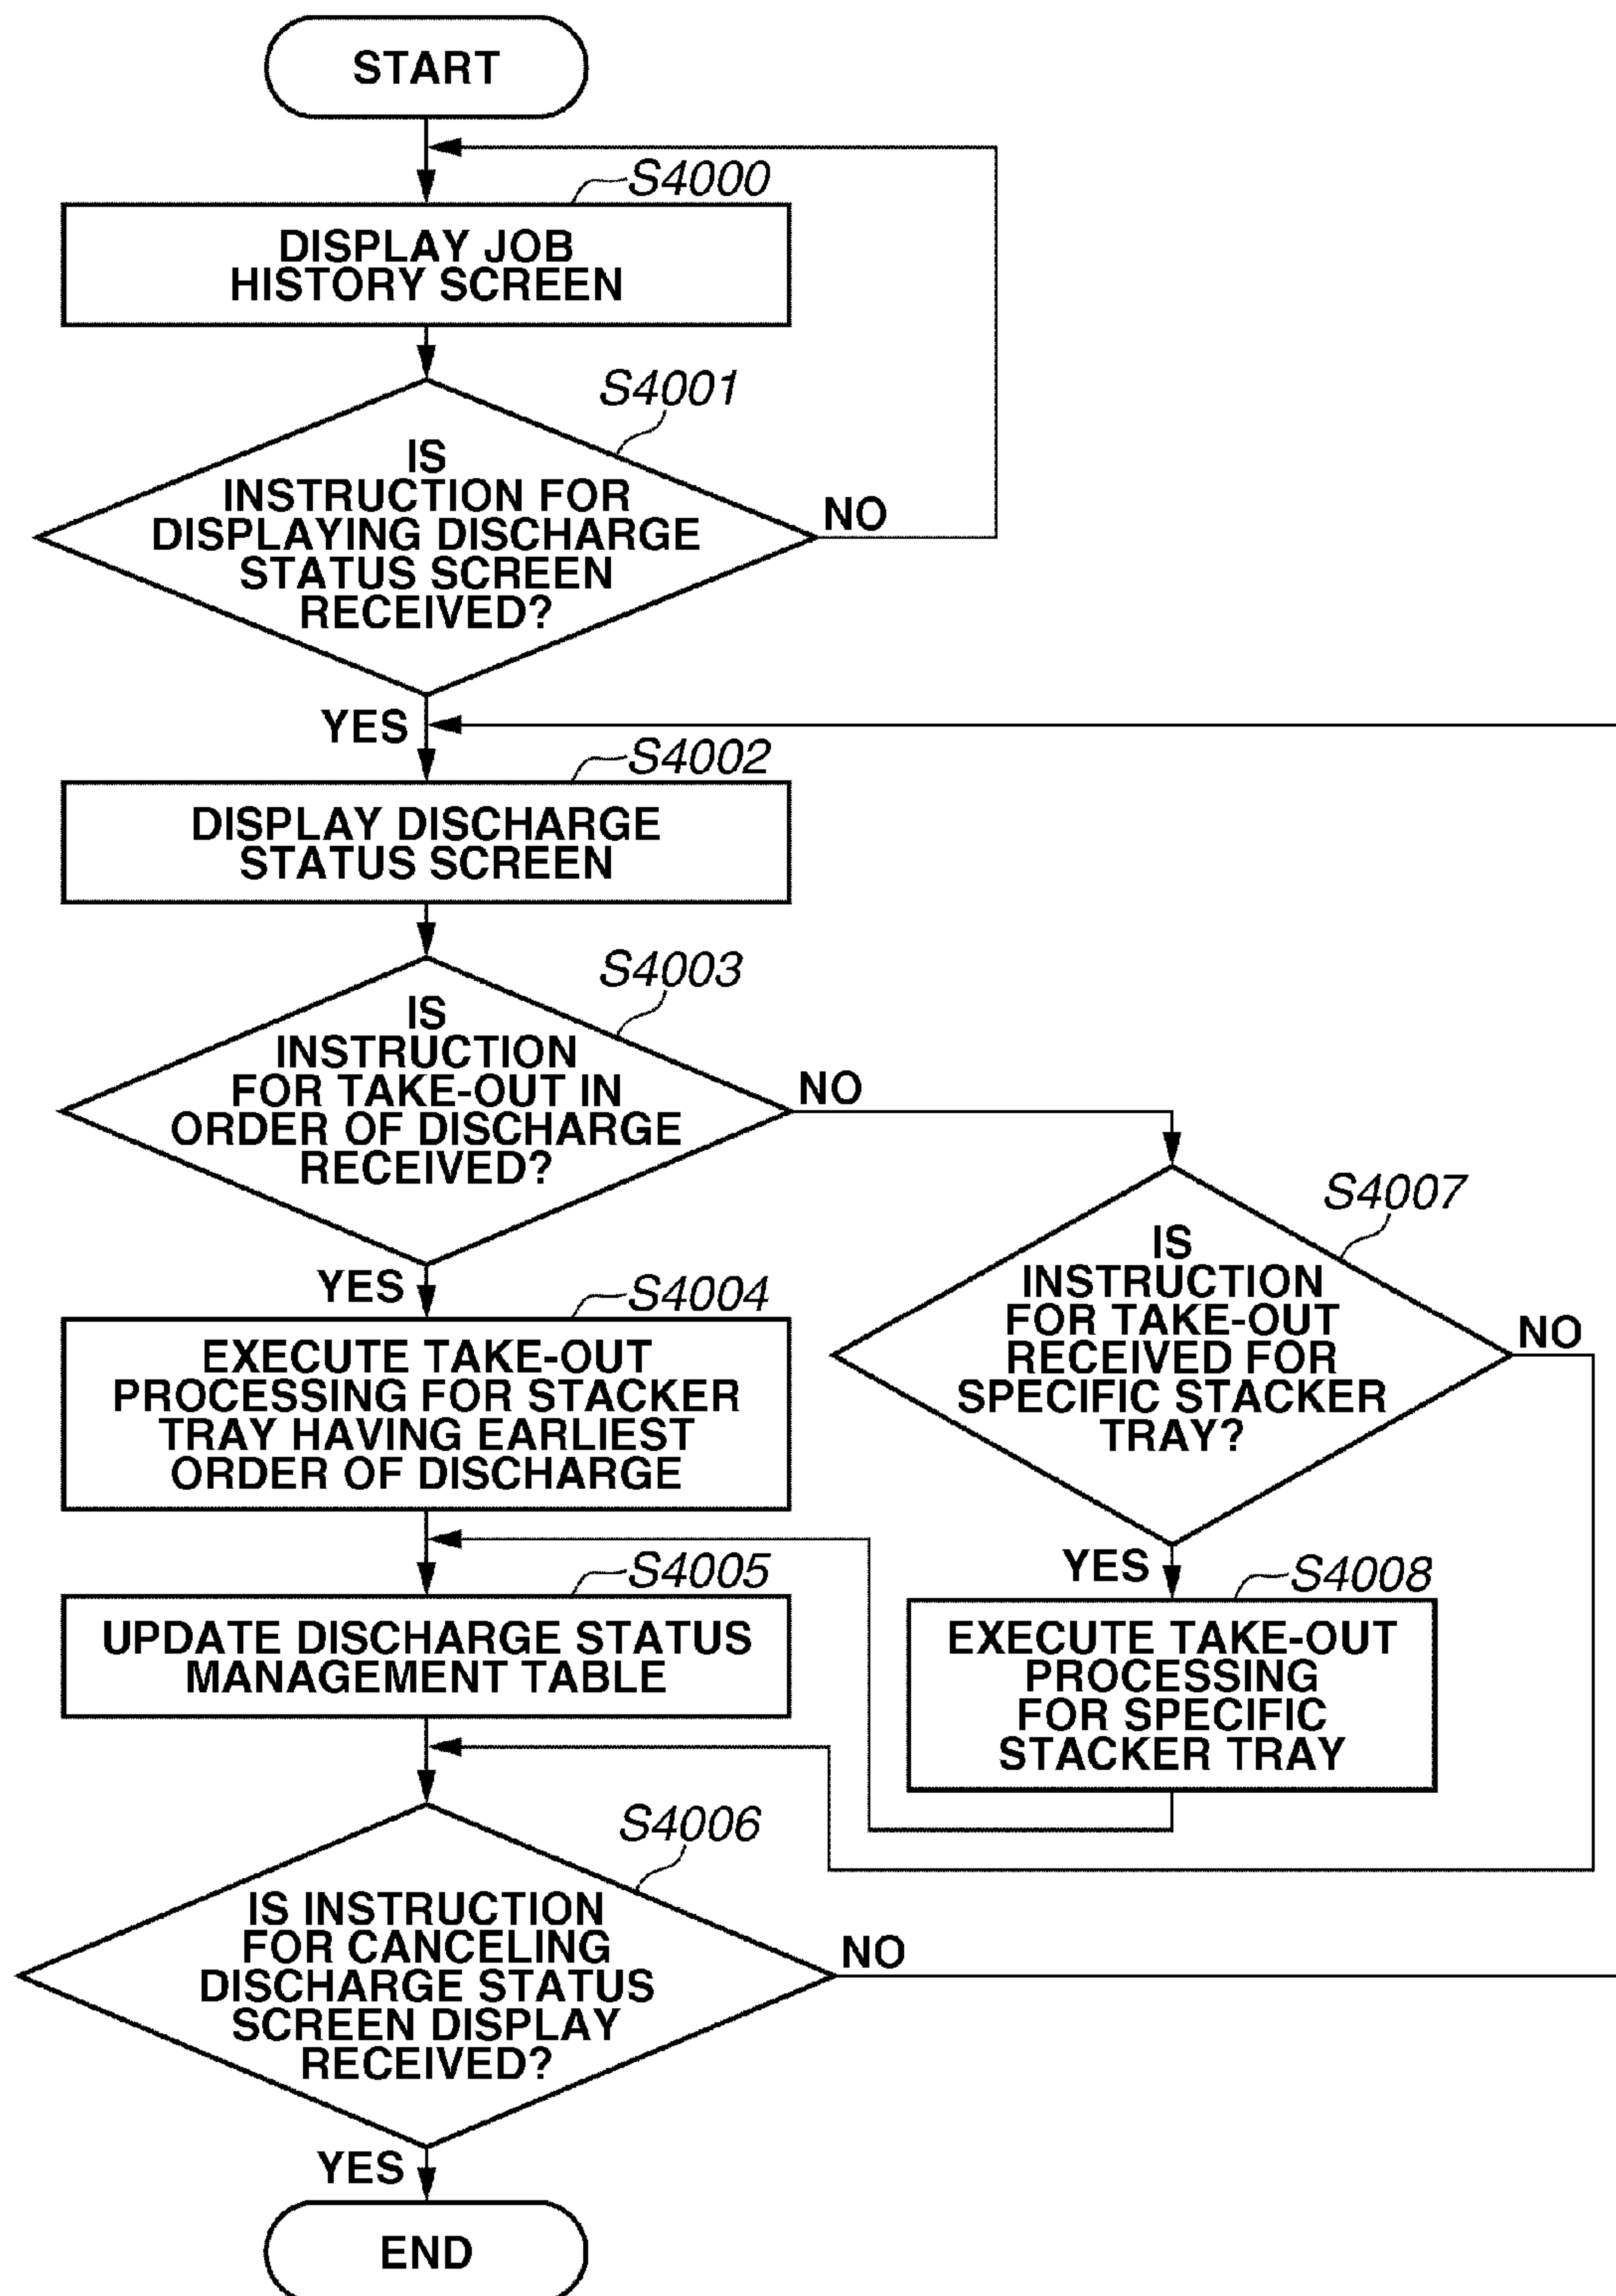 START
S4000
DISPLAY JOB
HISTORY SCREEN
S4001
IS
INSTRUCTION FOR
DISPLAYING DISCHARGE
STATUS SCREEN
RECEIVED?
NO
YES
S4002
DISPLAY DISCHARGE
STATUS SCREEN
S4003
IS
INSTRUCTION
FOR TAKE-OUT IN
ORDER OF DISCHARGE
RECEIVED?
NO
YES
S4004
EXECUTE TAKE-OUT
PROCESSING FOR STACKER
TRAY HAVING EARLIEST
ORDER OF DISCHARGE
S4007
IS
INSTRUCTION
FOR TAKE-OUT
RECEIVED FOR
SPECIFIC STACKER
TRAY?
NO
YES
S4005
UPDATE DISCHARGE STATUS
MANAGEMENT TABLE
S4008
EXECUTE TAKE-OUT
PROCESSING
FOR SPECIFIC
STACKER TRAY
S4006
IS INSTRUCTION
FOR CANCELING
DISCHARGE STATUS
SCREEN DISPLAY
RECEIVED?
NO
YES
END